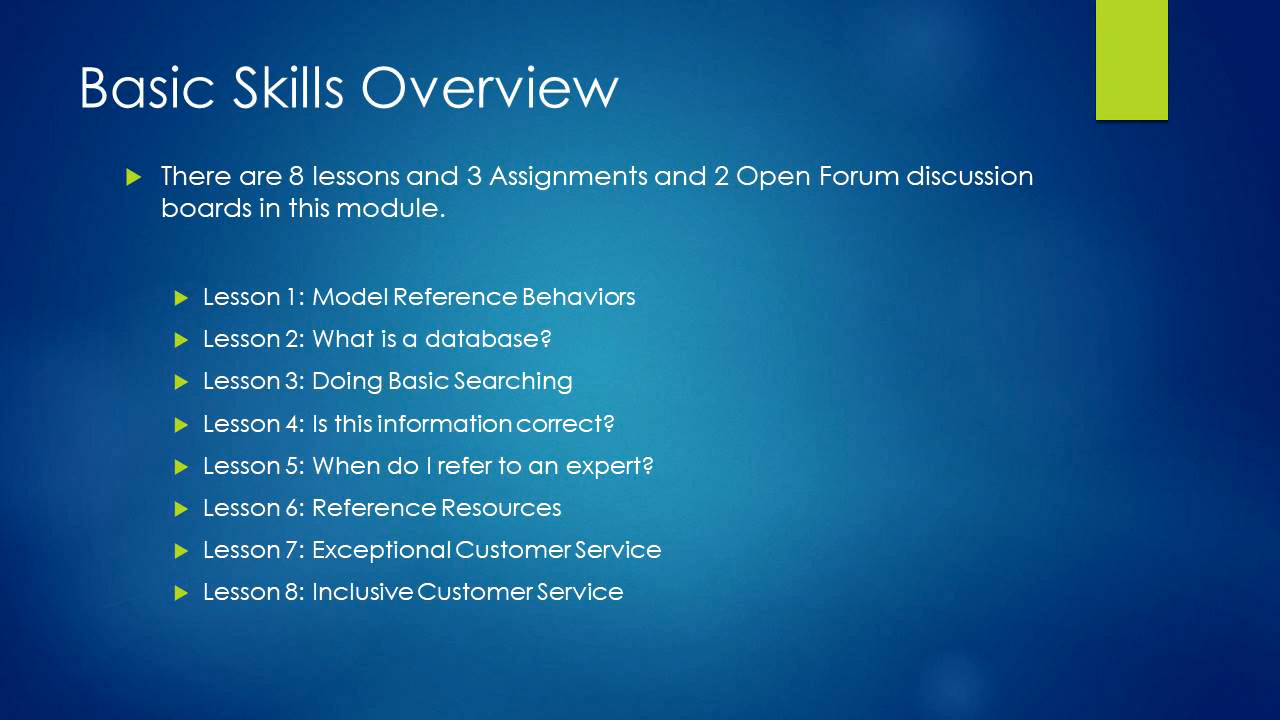 Basic Skills Overview
There are 8 lessons and 3 Assignments and 2 Open Forum discussion
boards in this module.
Lesson 1: Model Reference Behaviors
Lesson 2: What is a database?
Lesson 3: Doing Basic Searching
Lesson 4: Is this information correct?
Lesson 5: When do I refer to an expert?
Lesson 6: Reference Resources
Lesson 7: Exceptional Customer Service
Lesson 8: Inclusive Customer Service